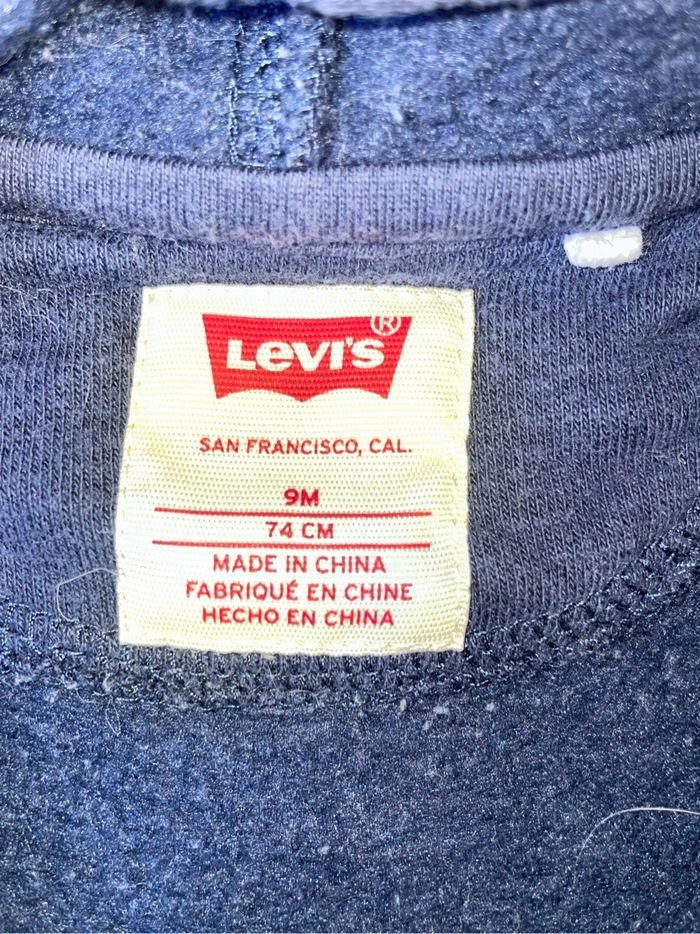 Levi's ®
SAN FRANCISCO, CAL.
9M
74 CM
MADE IN CHINA
FABRIQUÉ EN CHINE
HECHO EN CHINA